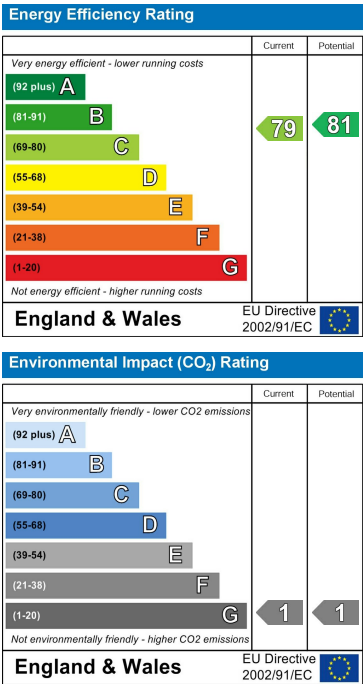 Energy Efficiency Rating
Current Potential
Very energy efficient - lower running costs
(92 plus) A
(81-91) B
(69-80) C
(55-68) D
(39-54) E
(21-38) F
(1-20) G
79 81
Not energy efficient - higher running costs
England & Wales
EU Directive
2002/91/EC
Environmental Impact (CO₂) Rating
Current Potential
Very environmentally friendly - lower CO2 emissions
(92 plus) A
(81-91) B
(69-80) C
(55-68) D
(39-54) E
(21-38) F
(1-20) G 1 1
Not environmentally friendly - higher CO2 emissions
England & Wales
EU Directive
2002/91/EC